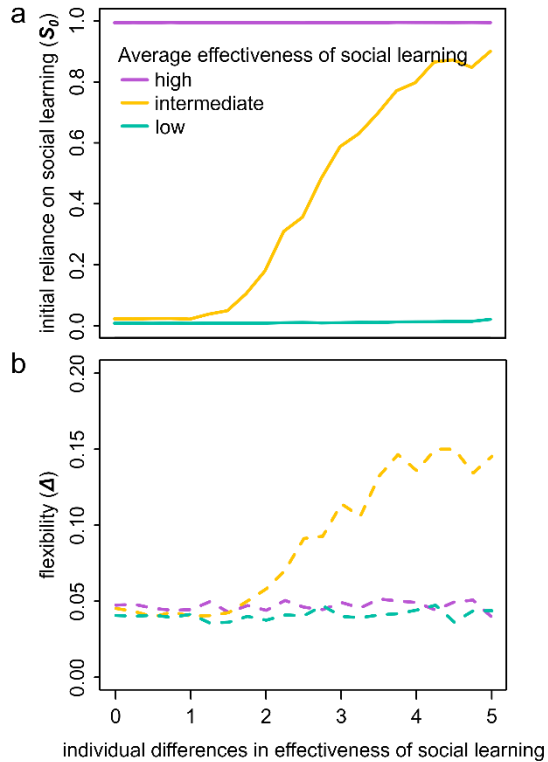 a
initial reliance on social learning (S0)
1.0
0.8
0.6
0.4
0.2
0.0
Average effectiveness of social learning
high
intermediate
low
b
flexibility (Δ)
0.20
0.15
0.10
0.05
0.00
0 1 2 3 4 5
individual differences in effectiveness of social learning